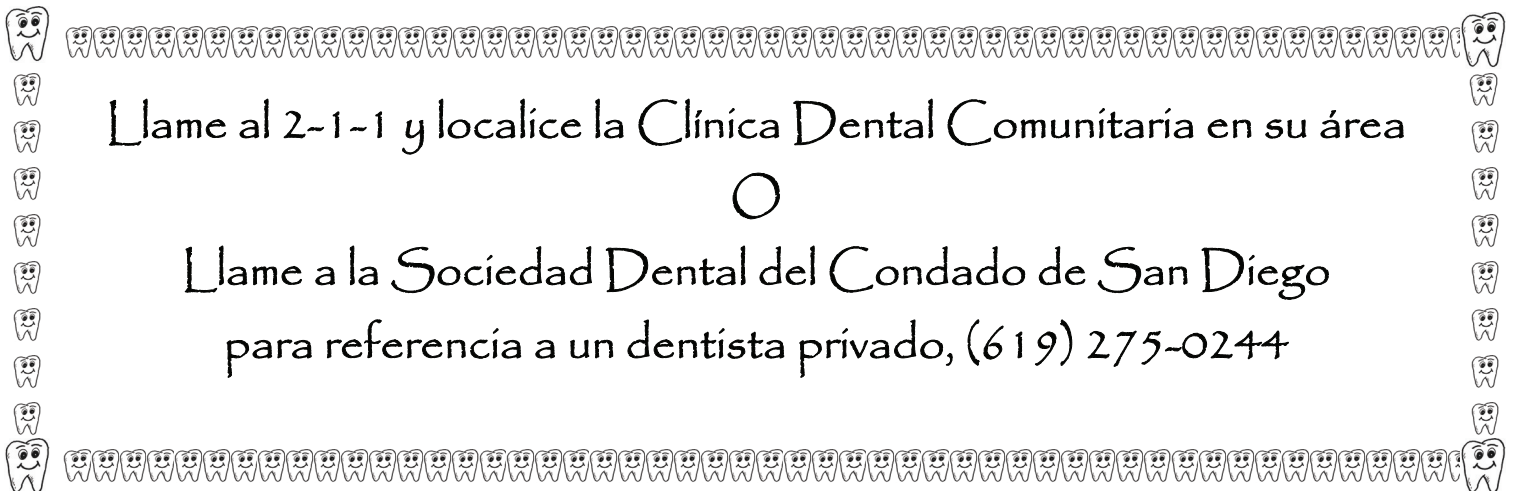 Llame al 2-1-1 y localice la Clínica Dental Comunitaria en su área
O
Llame a la Sociedad Dental del Condado de San Diego
para referencia a un dentista privado, (619) 275-0244